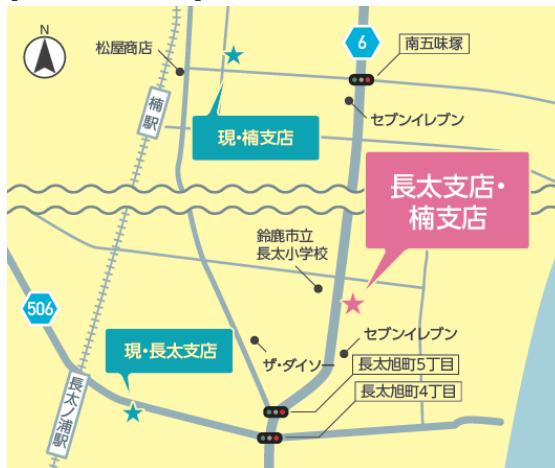 N
松屋商店
6
南五味塚
セブンイレブン
楠駅
現・楠支店
長太支店・
楠支店
鈴鹿市立
長太小学校
506
現・長太支店
ザ・ダイソー
セブンイレブン
長太旭町5丁目
長太旭町4丁目
長太ノ浦駅